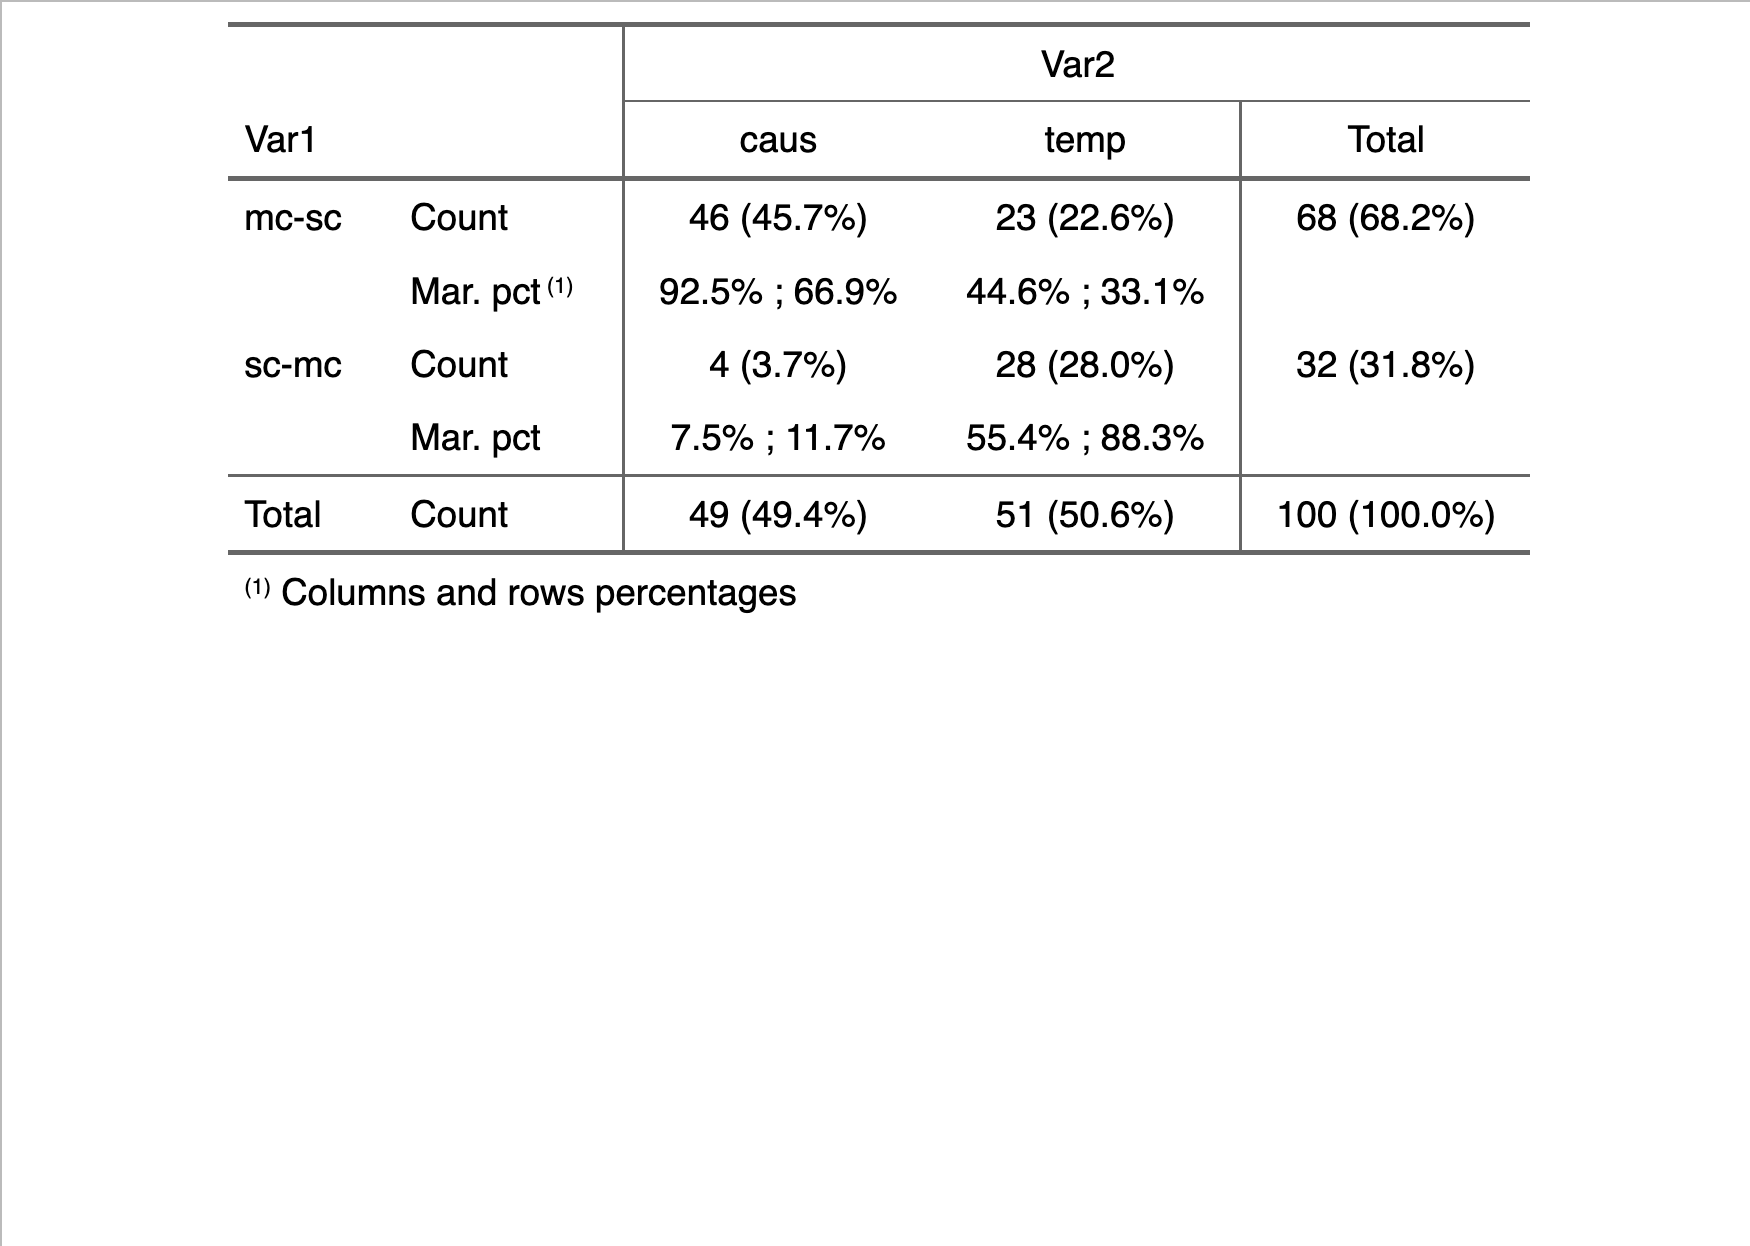 Var2
Var1 caus temp Total
mc-sc Count 46 (45.7%) 23 (22.6%) 68 (68.2%)
Mar. pct (1) 92.5% ; 66.9% 44.6% ; 33.1%
sc-mc Count 4 (3.7%) 28 (28.0%) 32 (31.8%)
Mar. pct 7.5% ; 11.7% 55.4% ; 88.3%
Total Count 49 (49.4%) 51 (50.6%) 100 (100.0%)
(1) Columns and rows percentages